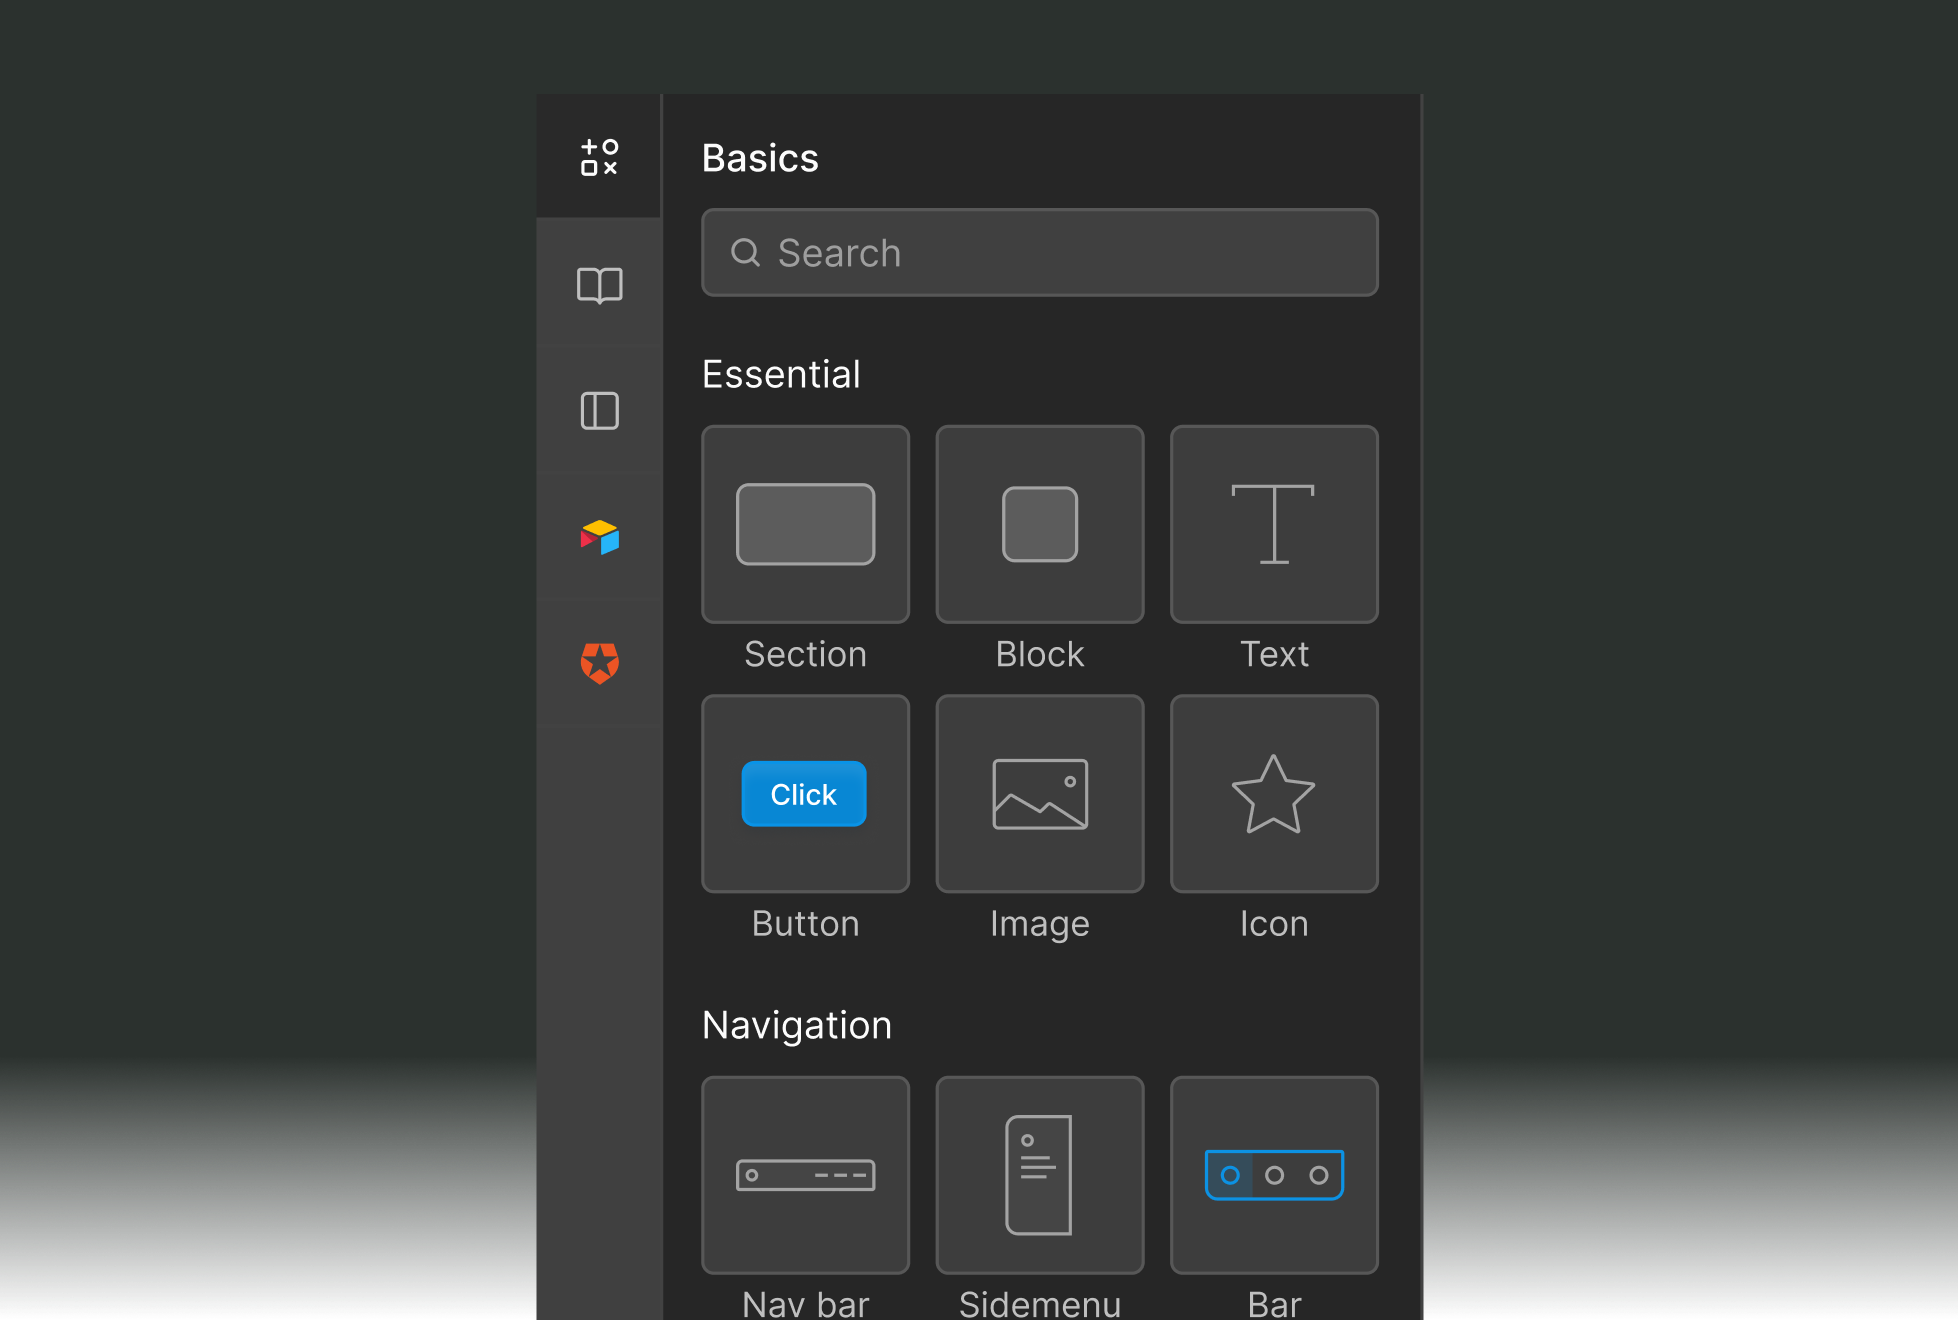 Basics
Search
Essential
Section Block Text
Click
Button Image Icon
Navigation
Nav bar Sidemenu Bar